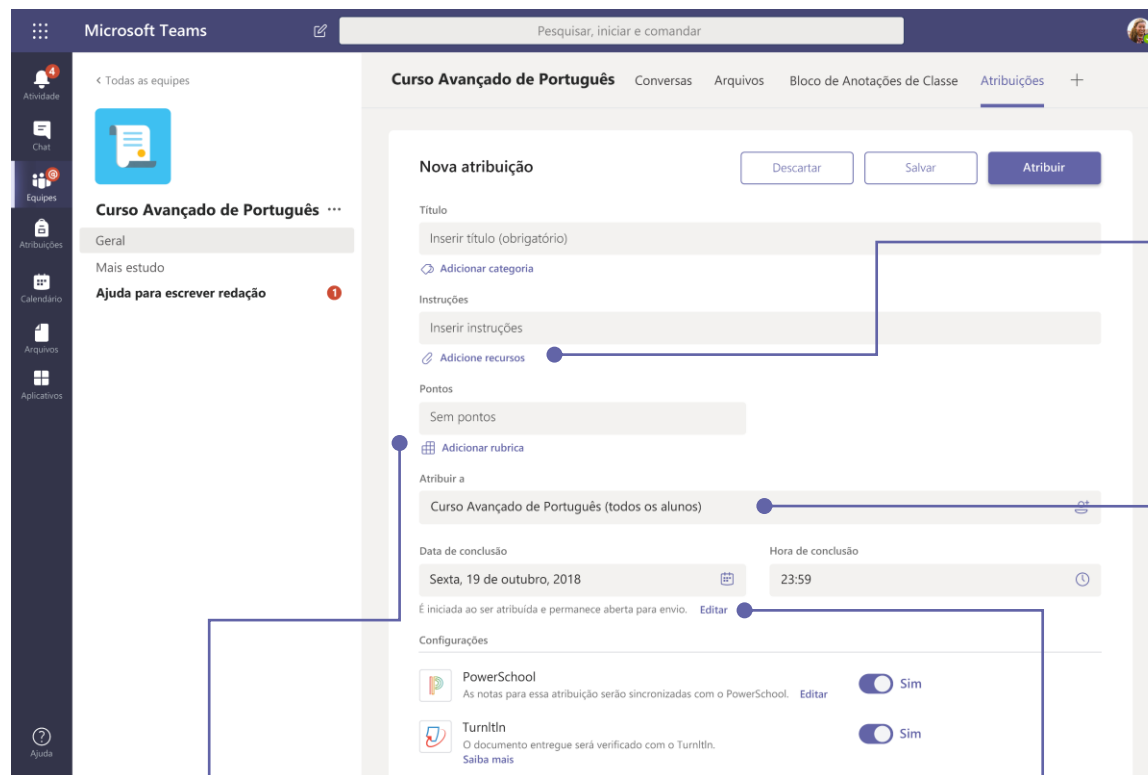 Microsoft Teams
Pesquisar, iniciar e comandar
4
Atividade
Chat
@
Equipes
Atribuições
Calendário
Arquivos
Aplicativos
?
Ajuda
< Todas as equipes
Curso Avançado de Português ...
Geral
Mais estudo
Ajuda para escrever redação 1
Curso Avançado de Português Conversas Arquivos Bloco de Anotações de Classe Atribuições +
Nova atribuição Descartar Salvar Atribuir
Título
Inserir título (obrigatório)
Adicionar categoria
Instruções
Inserir instruções
Adicione recursos
Pontos
Sem pontos
Adicionar rubrica
Atribuir a
Curso Avançado de Português (todos os alunos)
Data de conclusão Hora de conclusão
Sexta, 19 de outubro, 2018 23:59
É iniciada ao ser atribuída e permanece aberta para envio. Editar
Configurações
PowerSchool
As notas para essa atribuição serão sincronizadas com o PowerSchool. Editar Sim
TurnItIn
O documento entregue será verificado com o TurnItIn. Sim
Saiba mais